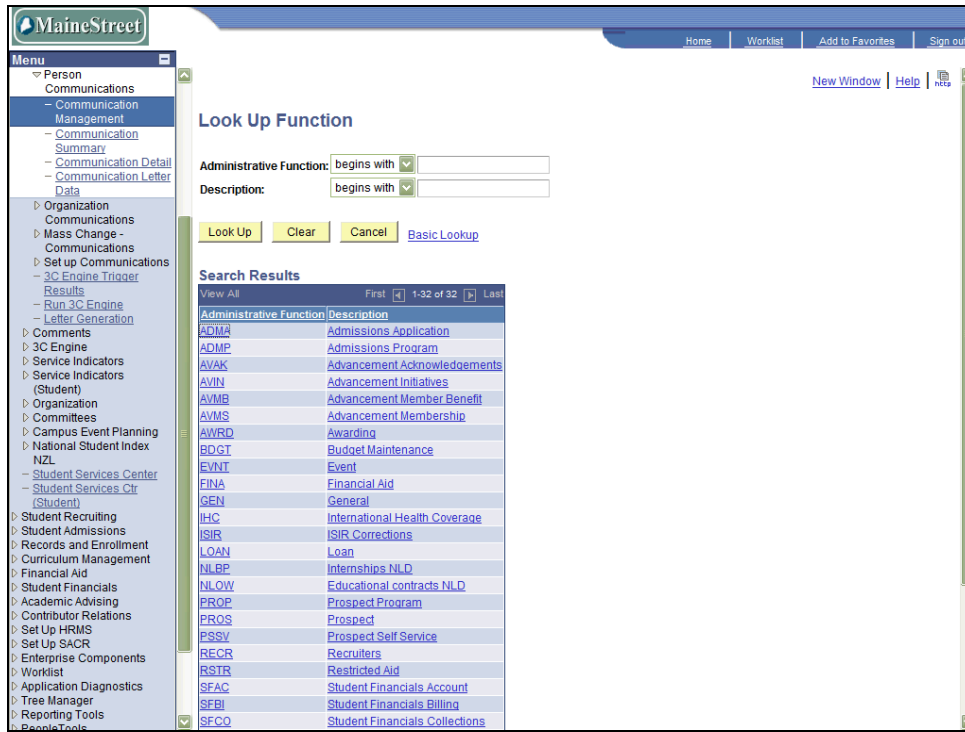 MaineStreet
Home Worklist Add to Favorites Sign out
Menu
Person
Communications
– Communication
Management
– Communication
Summary
– Communication Detail
– Communication Letter
Data
Organization
Communications
Mass Change -
Communications
Set up Communications
– 3C Engine Trigger
Results
– Run 3C Engine
– Letter Generation
Comments
3C Engine
Service Indicators
Service Indicators
(Student)
Organization
Committees
Campus Event Planning
National Student Index
NZL
– Student Services Center
– Student Services Ctr
(Student)
Student Recruiting
Student Admissions
Records and Enrollment
Curriculum Management
Financial Aid
Student Financials
Academic Advising
Contributor Relations
Set Up HRMS
Set Up SACR
Enterprise Components
Worklist
Application Diagnostics
Tree Manager
Reporting Tools
PeopleTools
New Window | Help | http
Look Up Function
Administrative Function: begins with
Description: begins with
Look Up Clear Cancel Basic Lookup
Search Results
View All First 1-32 of 32 Last
Administrative Function Description
ADMA Admissions Application
ADMP Admissions Program
AVAK Advancement Acknowledgements
AVIN Advancement Initiatives
AVMB Advancement Member Benefit
AVMS Advancement Membership
AWRD Awarding
BDGT Budget Maintenance
EVNT Event
FINA Financial Aid
GEN General
IHC International Health Coverage
ISIR ISIR Corrections
LOAN Loan
NLBP Internships NLD
NLOW Educational contracts NLD
PROP Prospect Program
PROS Prospect
PSSV Prospect Self Service
RECR Recruiters
RSTR Restricted Aid
SFAC Student Financials Account
SFBI Student Financials Billing
SFCO Student Financials Collections